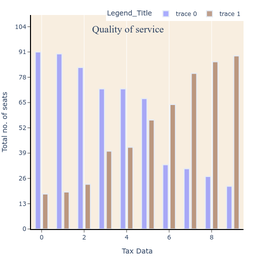 Legend_Title
trace 0
trace 1
Quality of service
Total no. of seats
104
91
78
65
52
39
26
13
0
0
2
4
6
8
Tax Data